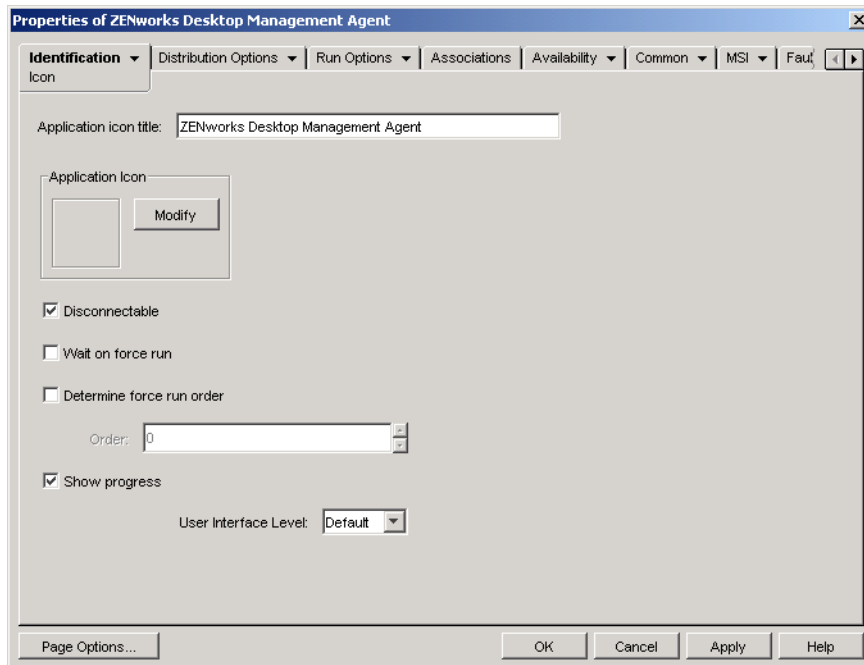 Properties of ZENworks Desktop Management Agent
Identification Distribution Options Run Options Associations Availability Common MSI Faul
Icon
Application icon title: ZENworks Desktop Management Agent
Application Icon
Modify
Disconnectable
Wait on force run
Determine force run order
Order: 0
Show progress
User Interface Level: Default
Page Options... OK Cancel Apply Help